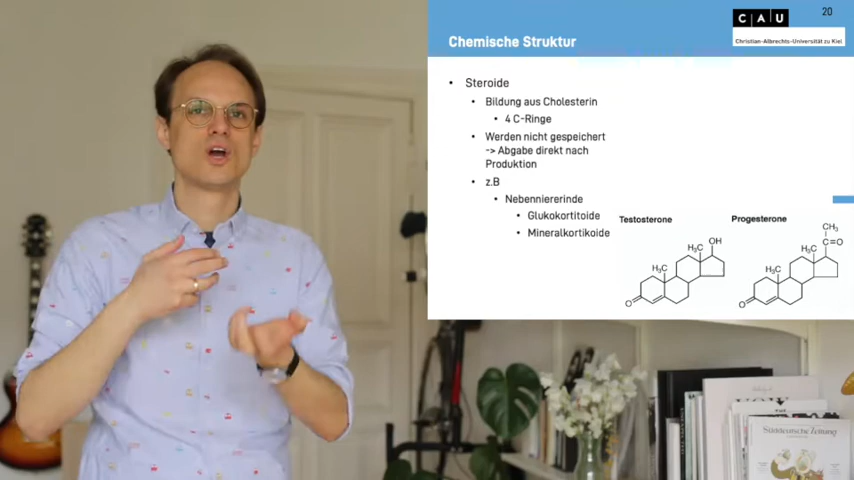 20
CAU
Christian-Albrechts-Universität zu Kiel
Chemische Struktur
Steroide
Bildung aus Cholesterin
4 C-Ringe
Werden nicht gespeichert
-> Abgabe direkt nach
Produktion
z.B
Nebenniererinde
Glukokortitoide
Mineralkortikoide
Testosterone
H₃C
OH
H₃C
O
Progesterone
CH₃
C=O
H₃C
H₃C
O
Süddeutsche Zeitung